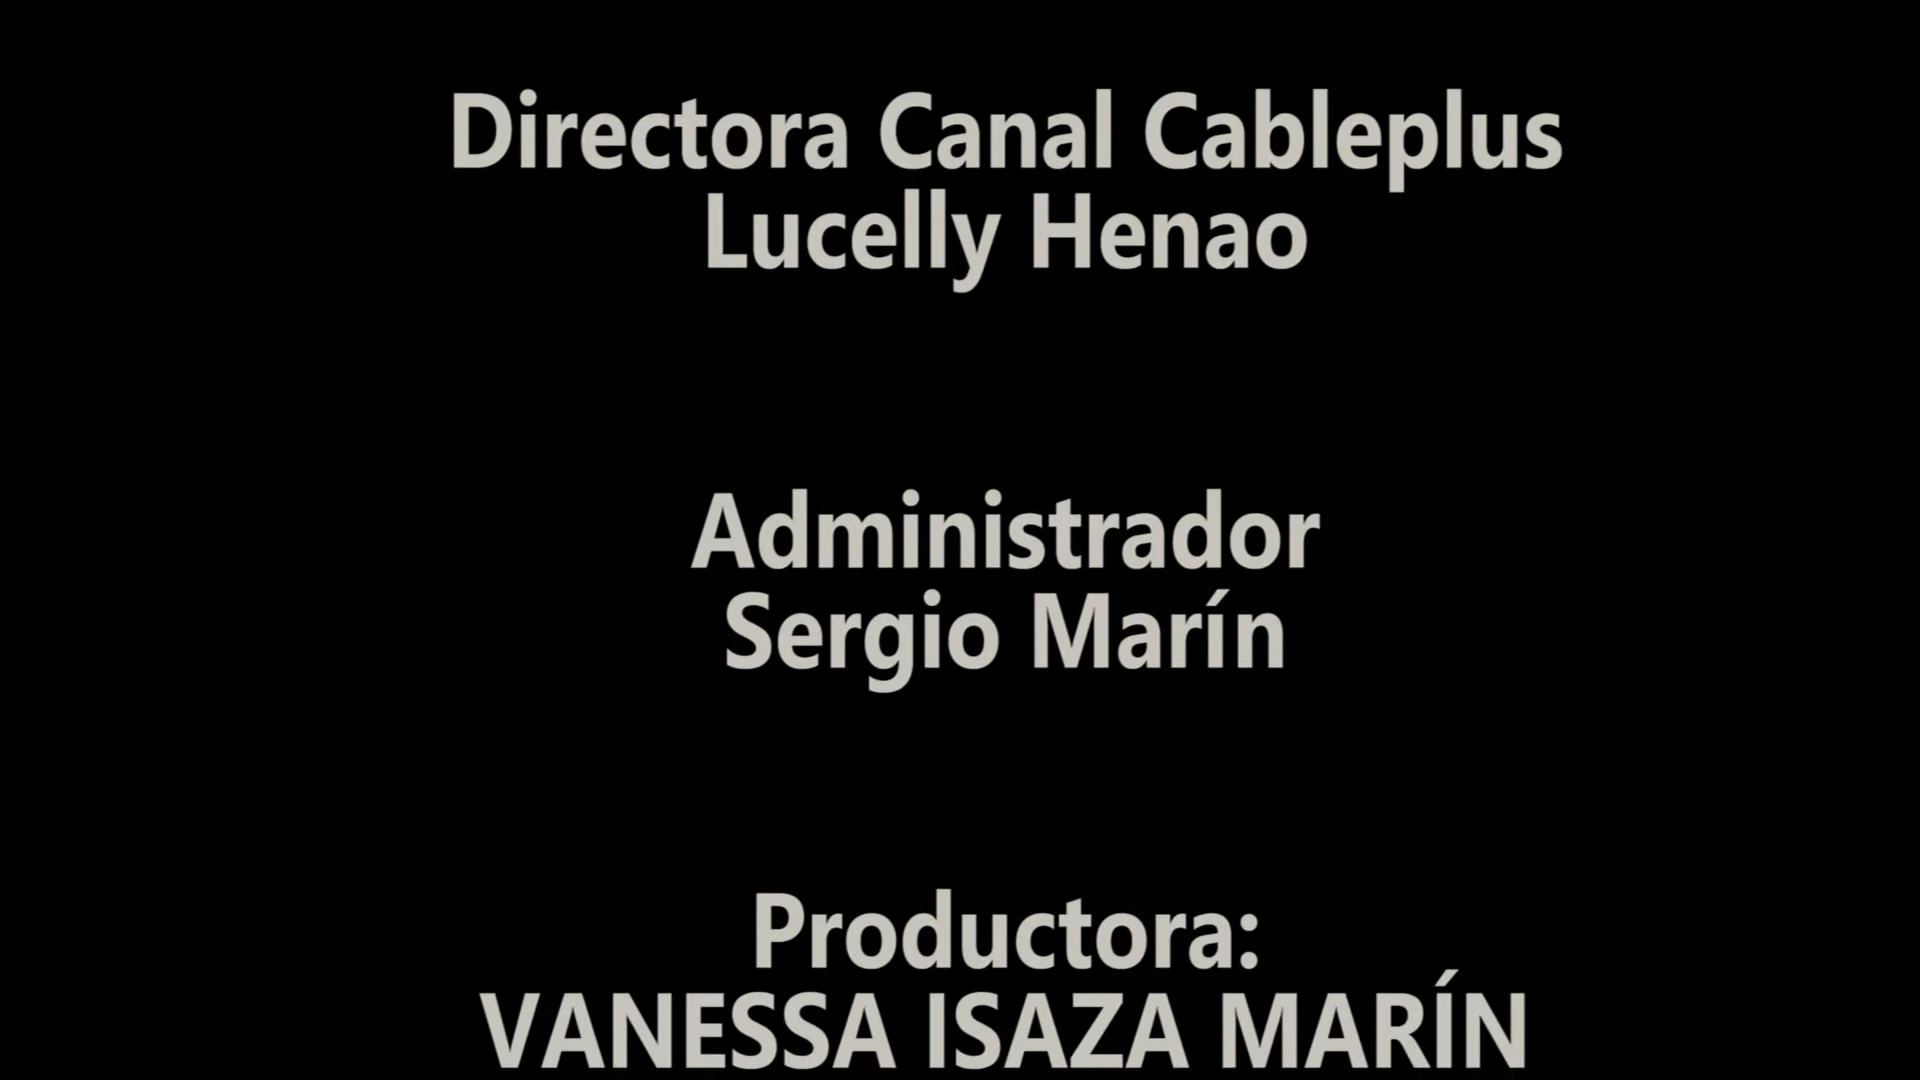 Directora Canal Cableplus
Lucelly Henao
Administrador
Sergio Marín
Productora:
VANESSA ISAZA MARÍN